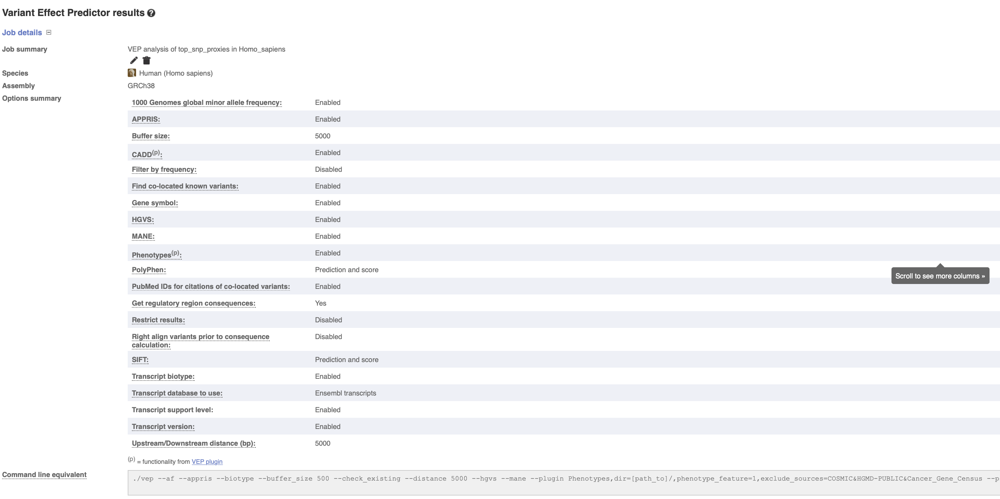 Variant Effect Predictor results ?
Job details
Job summary VEP analysis of top_snp_proxies in Homo_sapiens
Species Human (Homo sapiens)
Assembly GRCh38
Options summary
1000 Genomes global minor allele frequency: Enabled
APPRIS: Enabled
Buffer size: 5000
CADD(p): Enabled
Filter by frequency: Disabled
Find co-located known variants: Enabled
Gene symbol: Enabled
HGVS: Enabled
MANE: Enabled
Phenotypes(p): Enabled
PolyPhen: Prediction and score
Scroll to see more columns »
PubMed IDs for citations of co-located variants: Enabled
Get regulatory region consequences: Yes
Restrict results: Disabled
Right align variants prior to consequence Disabled
calculation:
SIFT: Prediction and score
Transcript biotype: Enabled
Transcript database to use: Ensembl transcripts
Transcript support level: Enabled
Transcript version: Enabled
Upstream/Downstream distance (bp): 5000
(p) = functionality from VEP plugin
Command line equivalent ./vep --af --appris --biotype --buffer_size 500 --check_existing --distance 5000 --hgvs --mane --plugin Phenotypes,dir=[path_to]/,phenotype_feature=1,exclude_sources=COSMIC&HGMD-PUBLIC&Cancer_Gene_Census --p